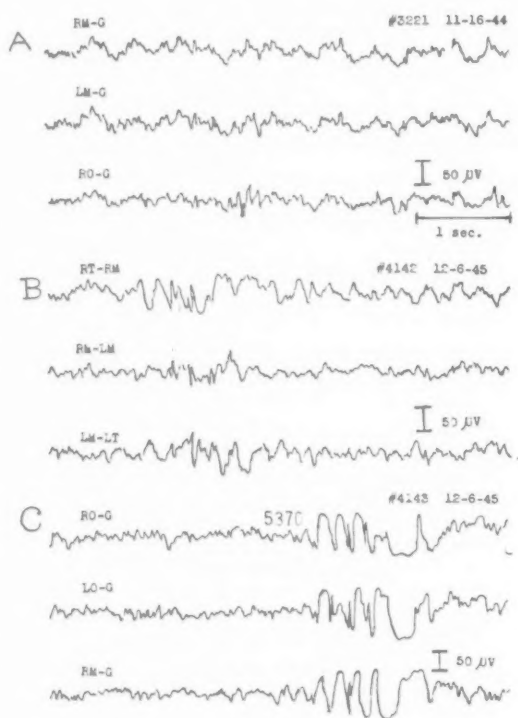 RM-G #3221 11-16-44
A
LM-G
RO-G 50 µV
1 sec.
RT-RM #4142 12-6-45
B
RM-LM
LM-LT 50 µV
#4143 12-6-45
C RO-G 5370
LO-G
RM-G 50 µV